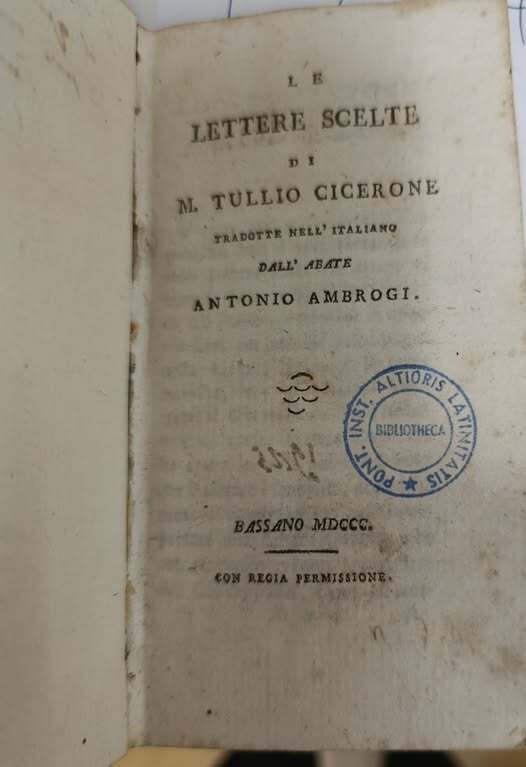 LE
LETTERE SCELTE
DI
M. TULLIO CICERONE
TRADOTTE NELL' ITALIANO
DALL' ABATE
ANTONIO AMBROGI.
PONT. INST. ALTIORIS LATINITATIS
BIBLIOTHECA
BASSANO MDCCC.
CON REGIA PERMISSIONE.